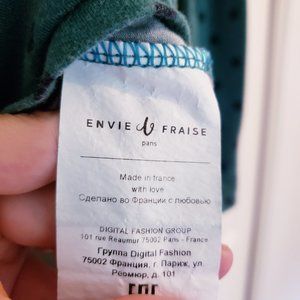 ENVIE de FRAISE
paris
Made in france
with love
Сделано во Франции с любовью
DIGITAL FASHION GROUP
101 rue Reaumur 75002 Paris - France
Группа Digital Fashion
75002 Франция, г. Париж, ул.
Реомюр, д. 101